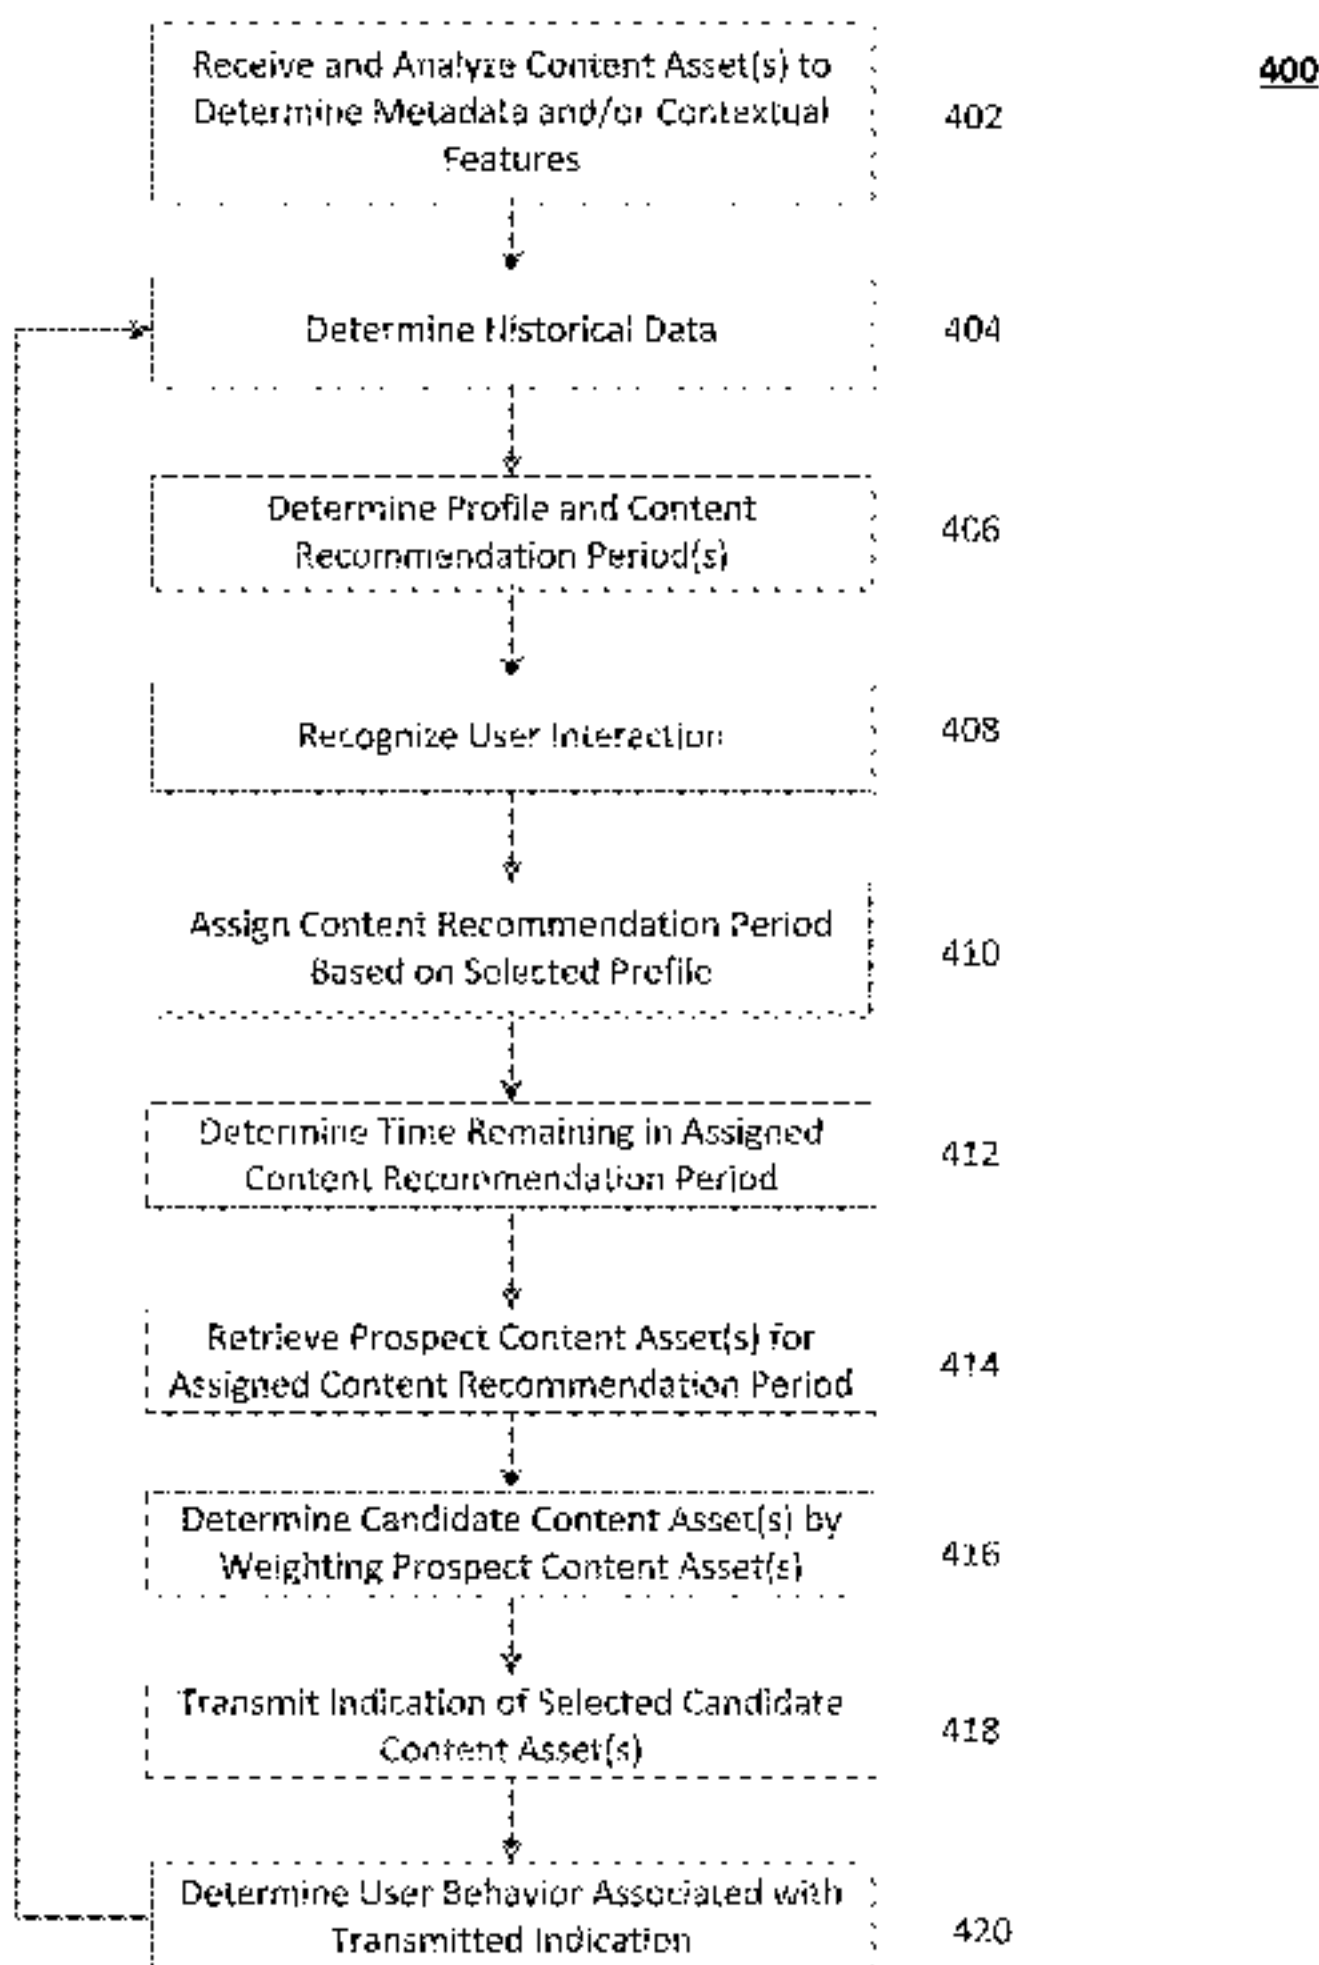 400
Receive and Analyze Content Asset(s) to
Determine Metadata and/or Contextual
Features
402
Determine Historical Data
404
Determine Profile and Content
Recommendation Period(s)
406
Recognize User Interaction
408
Assign Content Recommendation Period
Based on Selected Profile
410
Determine Time Remaining in Assigned
Content Recommendation Period
412
Retrieve Prospect Content Asset(s) for
Assigned Content Recommendation Period
414
Determine Candidate Content Asset(s) by
Weighting Prospect Content Asset(s)
416
Transmit Indication of Selected Candidate
Content Asset(s)
418
Determine User Behavior Associated with
Transmitted Indication
420